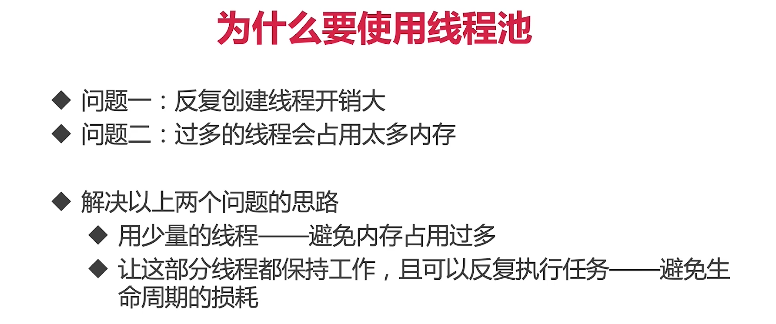 为什么要使用线程池
◆ 问题一：反复创建线程开销大
◆ 问题二：过多的线程会占用太多内存
◆ 解决以上两个问题的思路
◆ 用少量的线程——避免内存占用过多
◆ 让这部分线程都保持工作，且可以反复执行任务——避免生
命周期的损耗